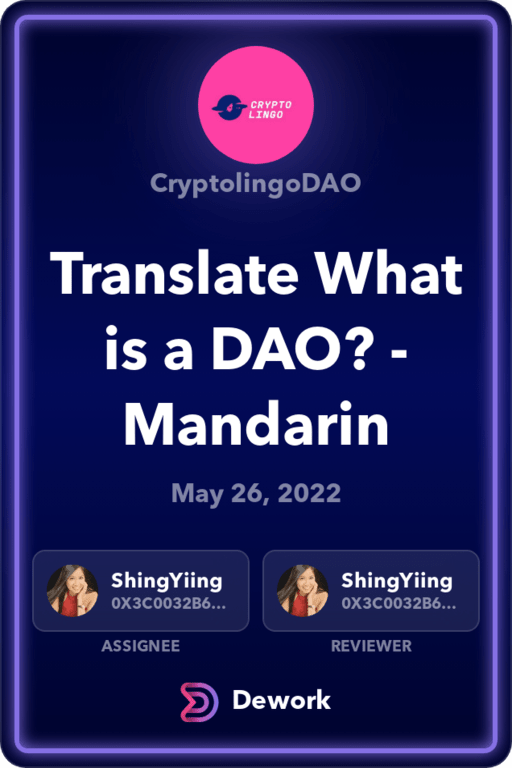 CRYPTO
LINGO
CryptolingoDAO
Translate What
is a DAO? -
Mandarin
May 26, 2022
ShingYiing
0X3C0032B6...
ASSIGNEE
ShingYiing
0X3C0032B6...
REVIEWER
Dework